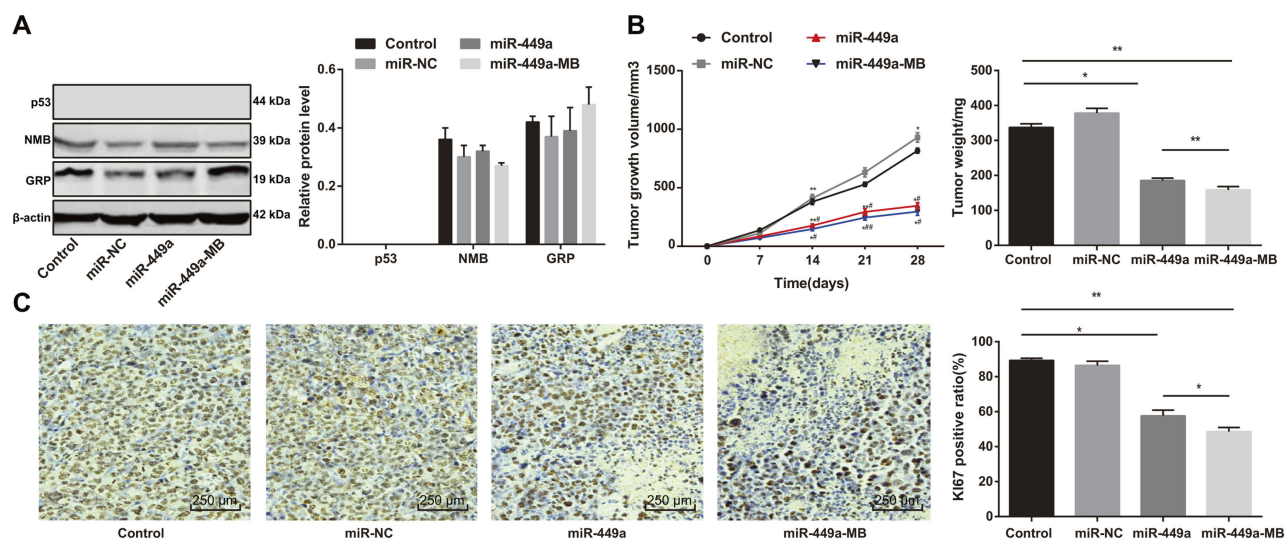 A
p53
NMB
GRP
β-actin
44 kDa
39 kDa
19 kDa
42 kDa
Control
miR-NC
miR-449a
miR-449a-MB
Control
miR-NC
miR-449a
miR-449a-MB
Relative protein level
0.6
0.4
0.2
0.0
p53
NMB
GRP
B
Control
miR-NC
miR-449a
miR-449a-MB
Tumor growth volume/mm3
1500
1000
500
0
**
*
**#
**#
*#
*#
*##
*#
0
7
14
21
28
Time(days)
**
*
**
Tumor weight/mg
500
400
300
200
100
0
Control
miR-NC
miR-449a
miR-449a-MB
C
250 µm
250 µm
250 µm
250 µm
Control
miR-NC
miR-449a
miR-449a-MB
**
*
*
KI67 positive ratio(%)
100
80
60
40
20
0
Control
miR-NC
miR-449a
miR-449a-MB